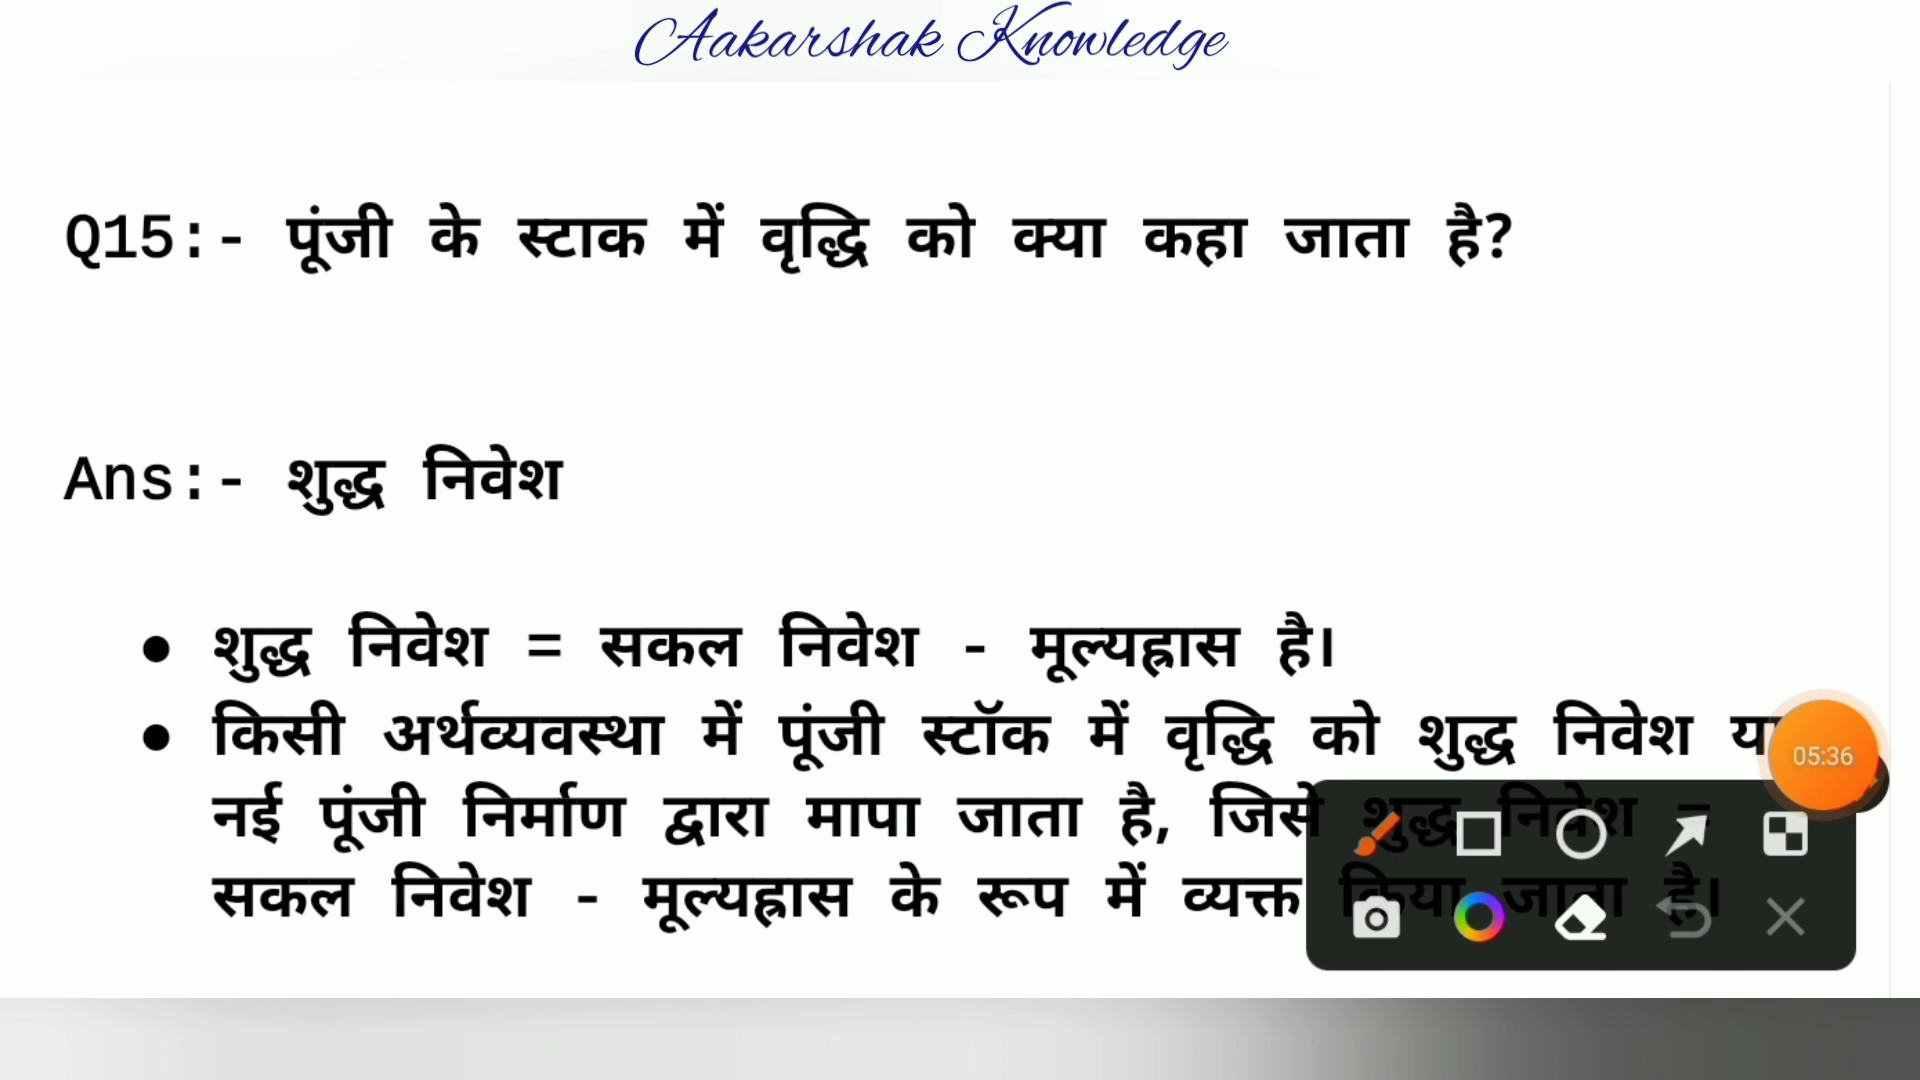 Aakarshak Knowledge
Q15:- पूंजी के स्टाक में वृद्धि को क्या कहा जाता है?
Ans:- शुद्ध निवेश
● शुद्ध निवेश = सकल निवेश - मूल्यह्रास है।
● किसी अर्थव्यवस्था में पूंजी स्टॉक में वृद्धि को शुद्ध निवेश या
05:36
नई पूंजी निर्माण द्वारा मापा जाता है, जिसे शुद्ध निवेश =
सकल निवेश - मूल्यह्रास के रूप में व्यक्त किया जाता है।